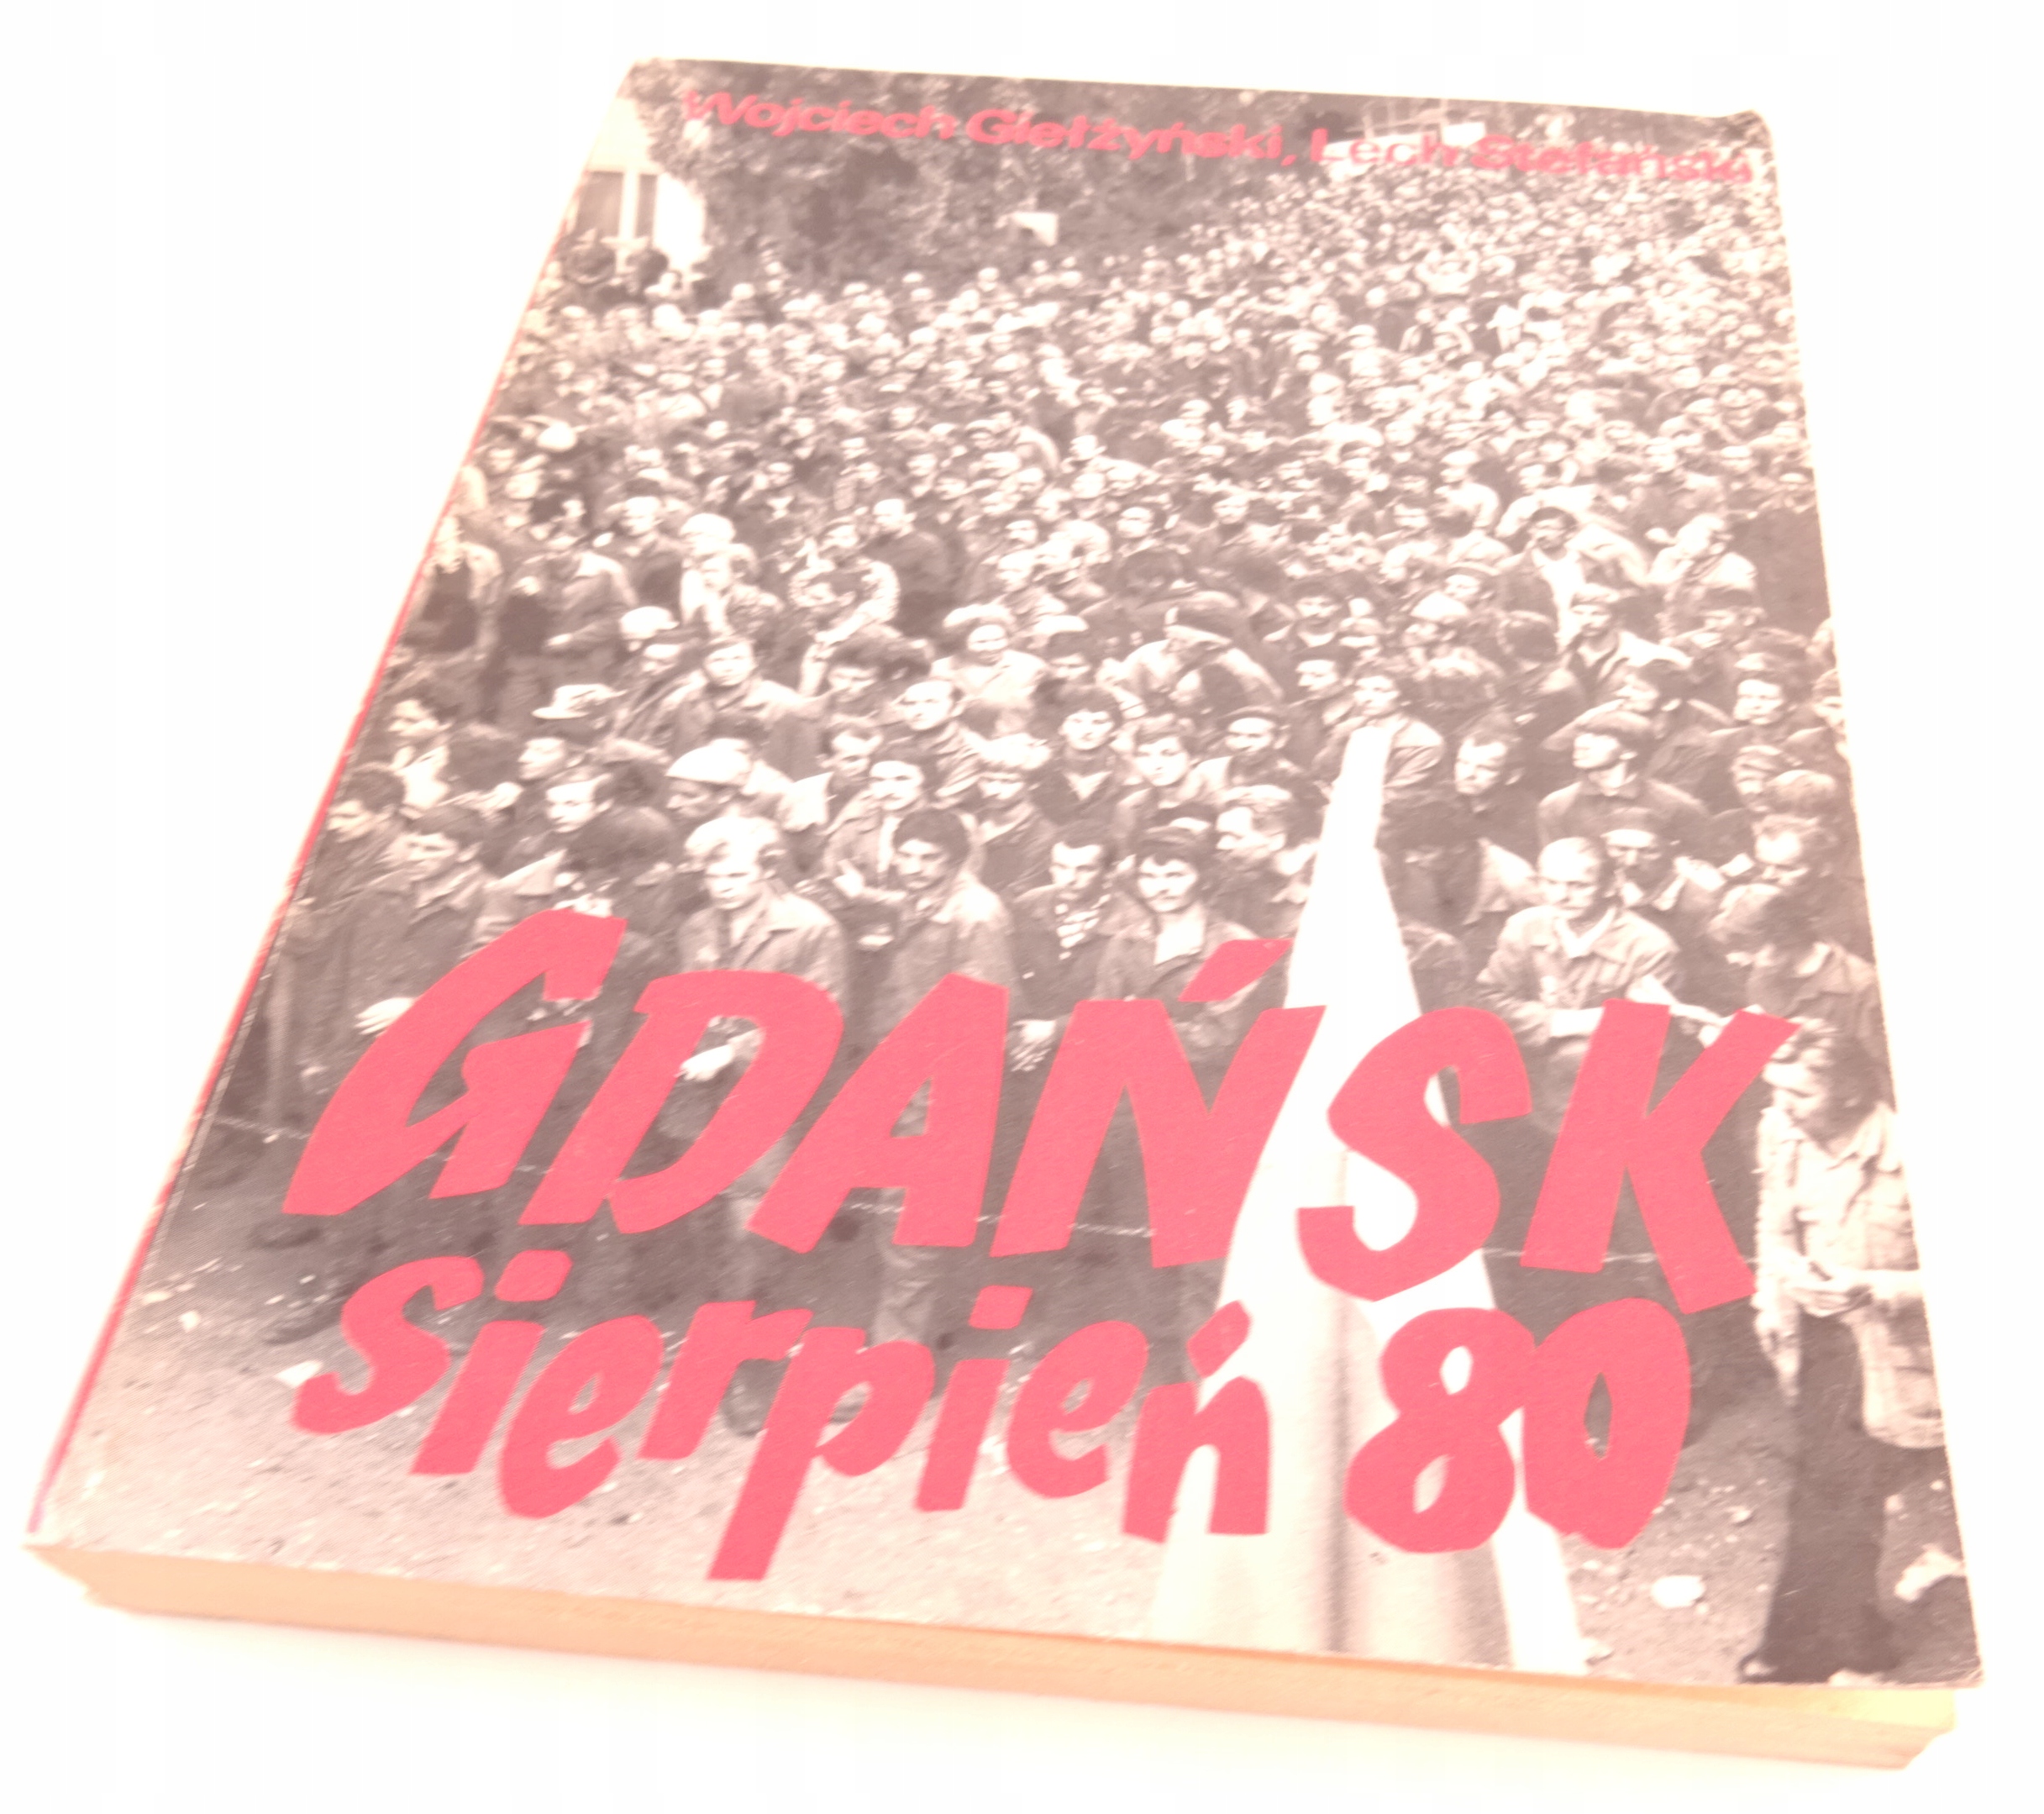 Wojciech Giełżyński, Lech Stefański
GDAŃSK
Sierpień 80